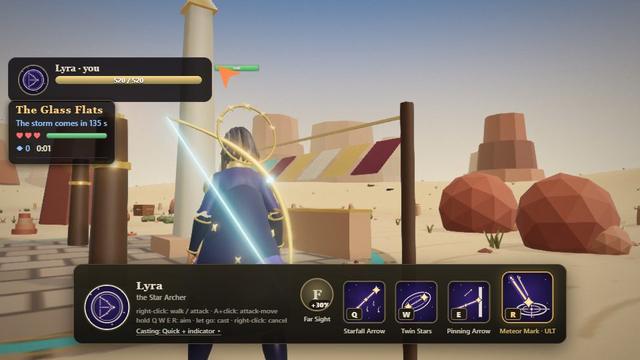 Lyra · you
520 / 520
The Glass Flats
The storm comes in 135 s
0 0:01
Lyra
the Star Archer
right-click: walk / attack · A+click: attack-move
hold Q W E R: aim · let go: cast · right-click: cancel
Casting: Quick + indicator
F
+30%
Far Sight
Q
Starfall Arrow
W
Twin Stars
E
Pinning Arrow
R
Meteor Mark · ULT